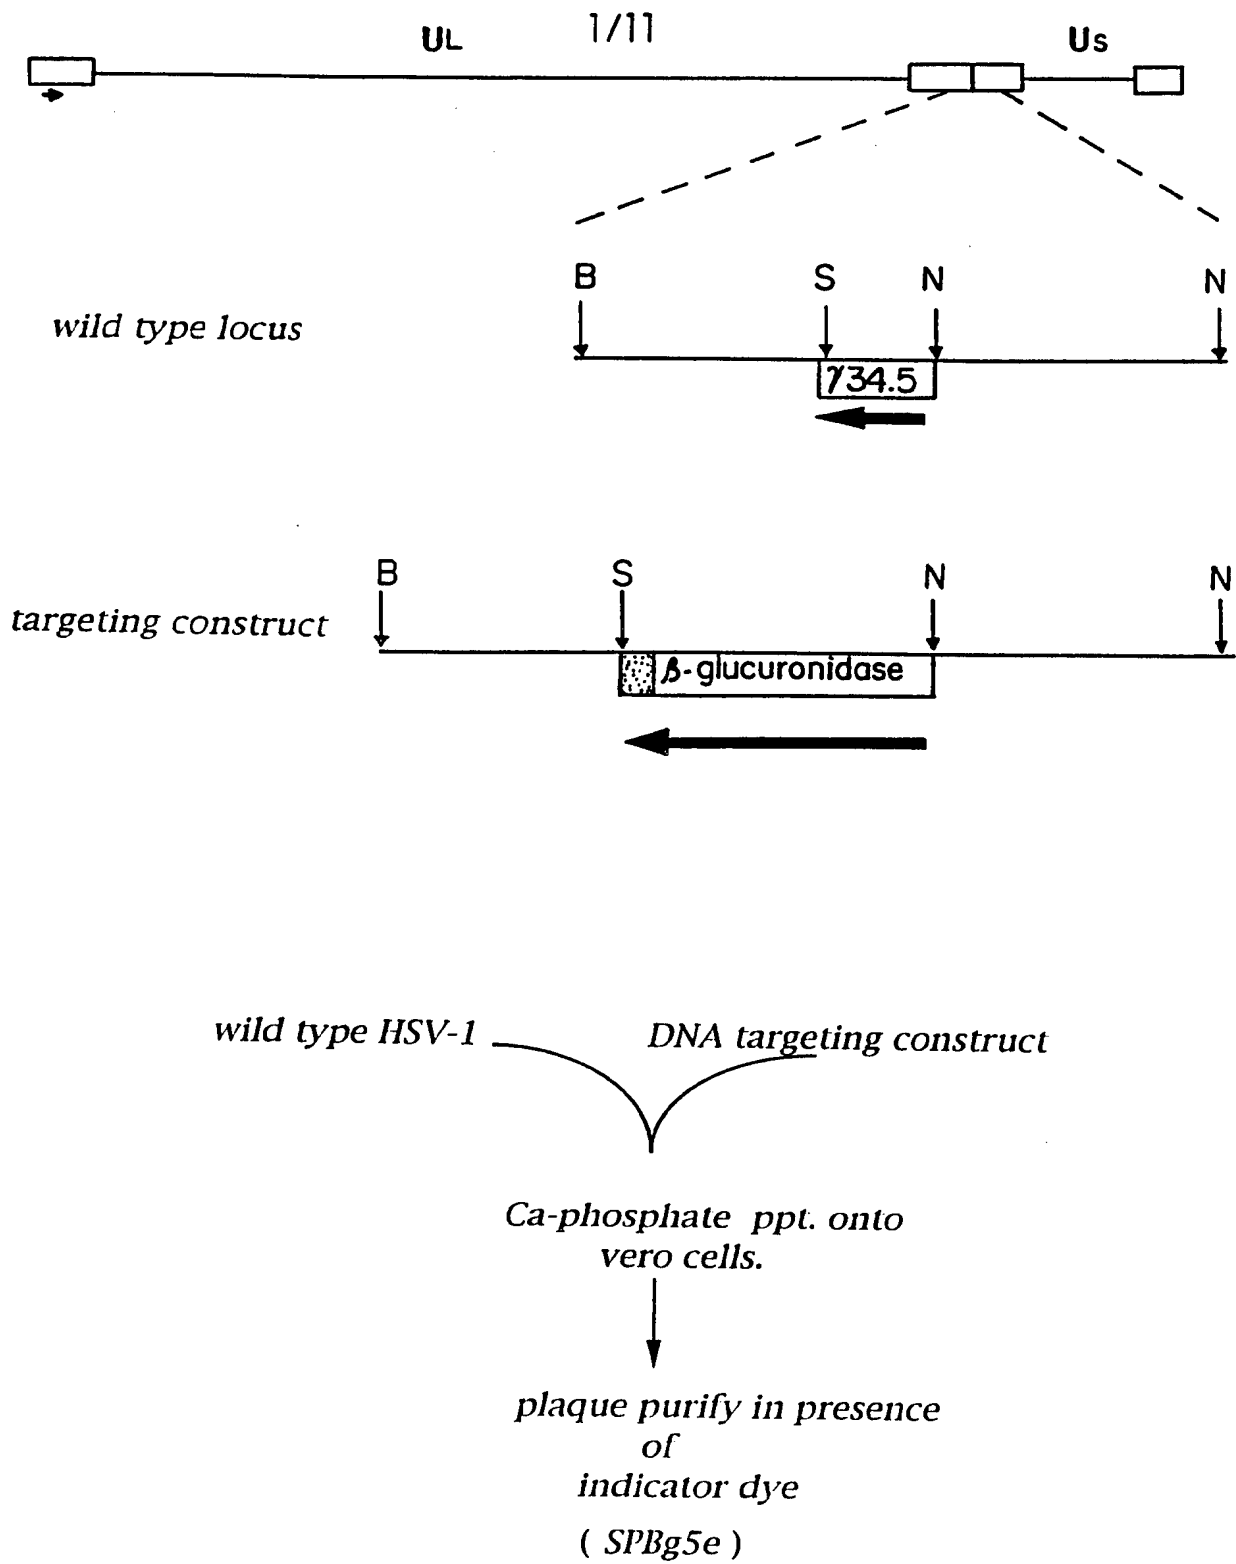 1/11
UL
Us
B S N N
wild type locus
γ34.5
B S N N
targeting construct
β-glucuronidase
wild type HSV-1
DNA targeting construct
Ca-phosphate ppt. onto
vero cells.
plaque purify in presence
of
indicator dye
( SPBg5e )